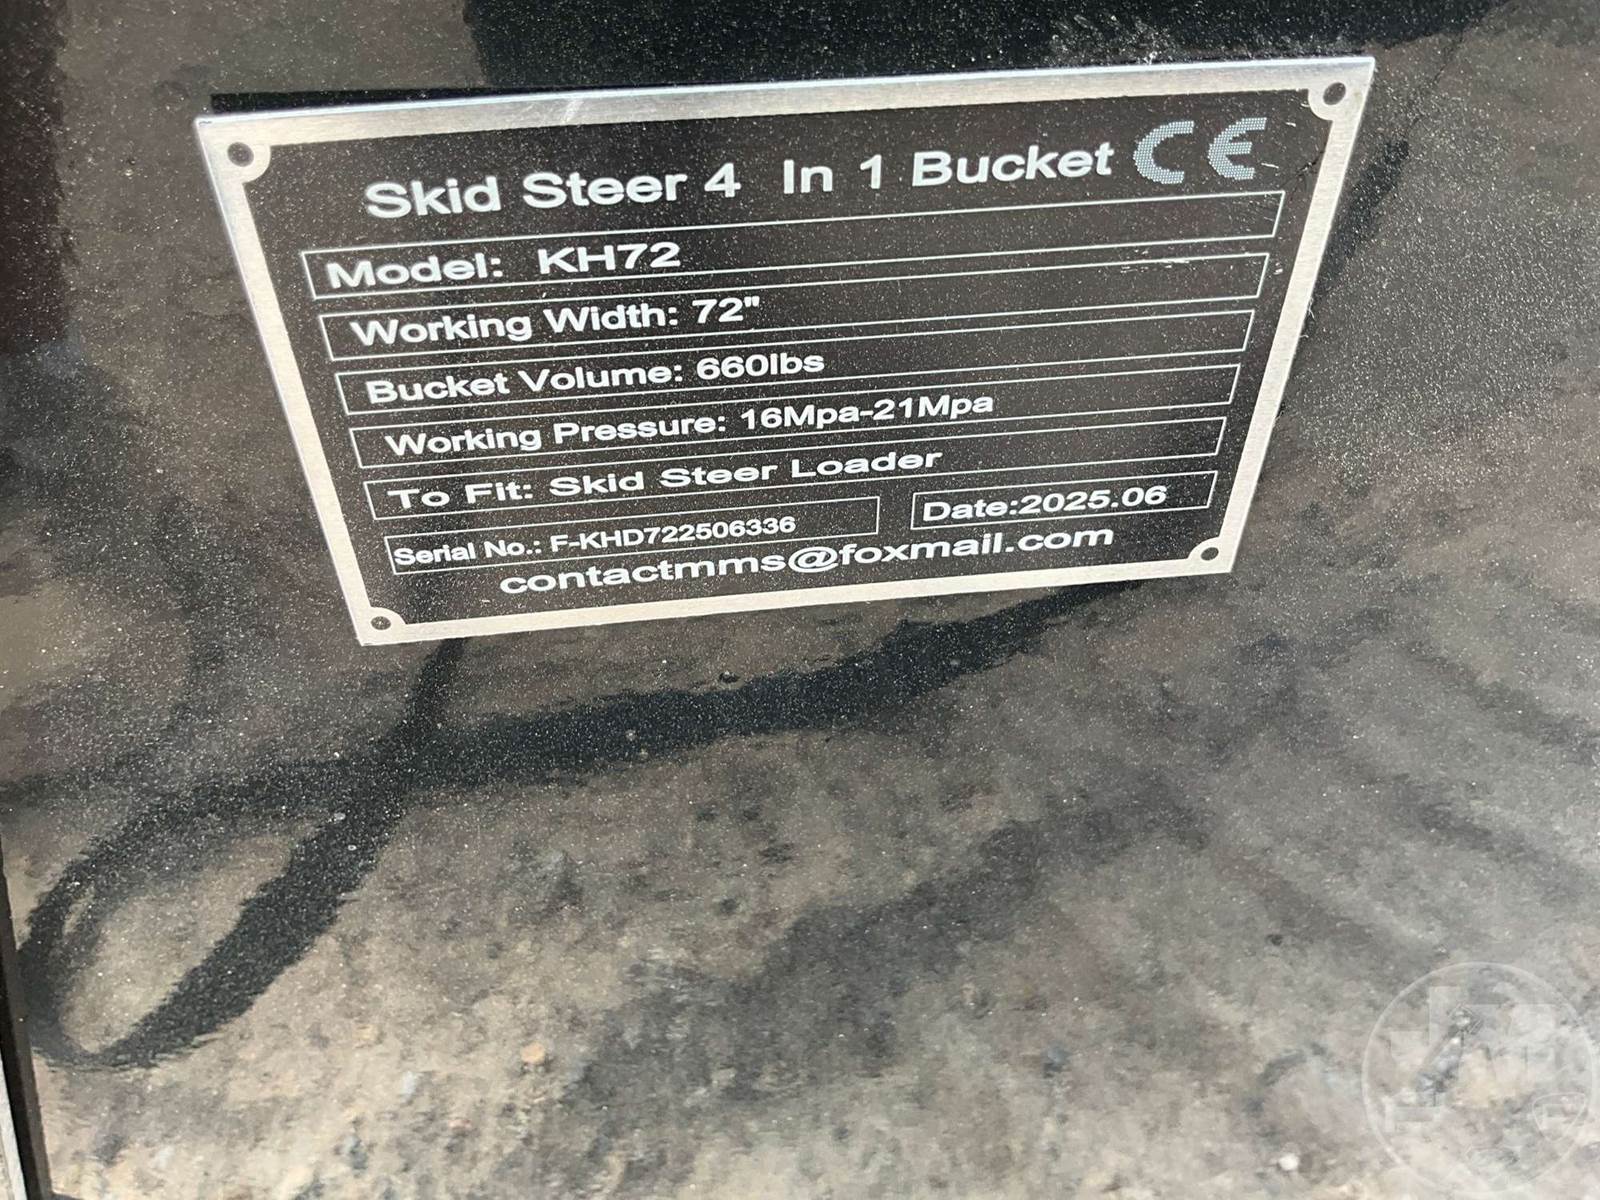 Skid Steer 4 In 1 Bucket CE
Model: KH72
Working Width: 72"
Bucket Volume: 660lbs
Working Pressure: 16Mpa-21Mpa
To Fit: Skid Steer Loader
Serial No.: F-KHD722506336
Date:2025.06
contactmms@foxmail.com